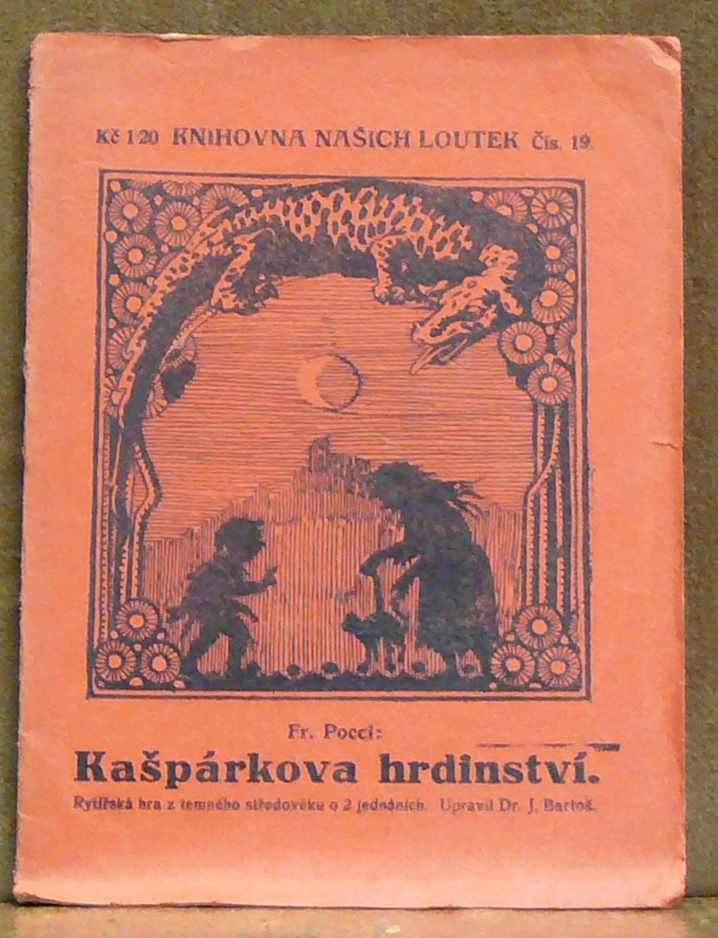 Kč 1·20 KNIHOVNA NAŠICH LOUTEK Čís. 19.
Fr. Pocci:
Kašpárkova hrdinství.
Rytířská hra z temného středověku o 2 jednáních. Upravil Dr. J. Bartoš.